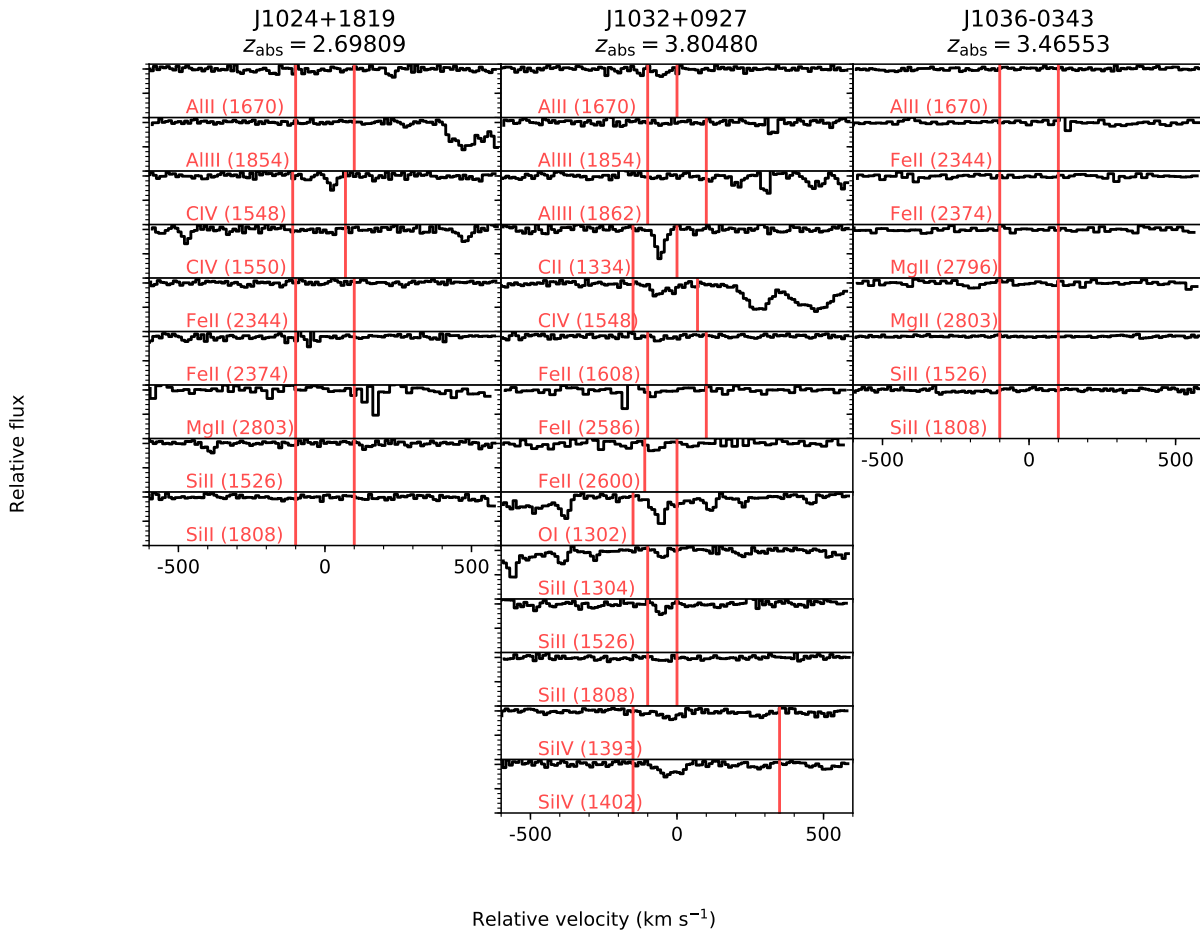 J1024+1819
z_abs = 2.69809
AlII (1670)
AlIII (1854)
CIV (1548)
CIV (1550)
FeII (2344)
FeII (2374)
MgII (2803)
SiII (1526)
SiII (1808)
-500 0 500
J1032+0927
z_abs = 3.80480
AlII (1670)
AlIII (1854)
AlIII (1862)
CII (1334)
CIV (1548)
FeII (1608)
FeII (2586)
FeII (2600)
OI (1302)
SiII (1304)
SiII (1526)
SiII (1808)
SiIV (1393)
SiIV (1402)
-500 0 500
J1036-0343
z_abs = 3.46553
AlII (1670)
FeII (2344)
FeII (2374)
MgII (2796)
MgII (2803)
SiII (1526)
SiII (1808)
-500 0 500
Relative flux
Relative velocity (km s⁻¹)